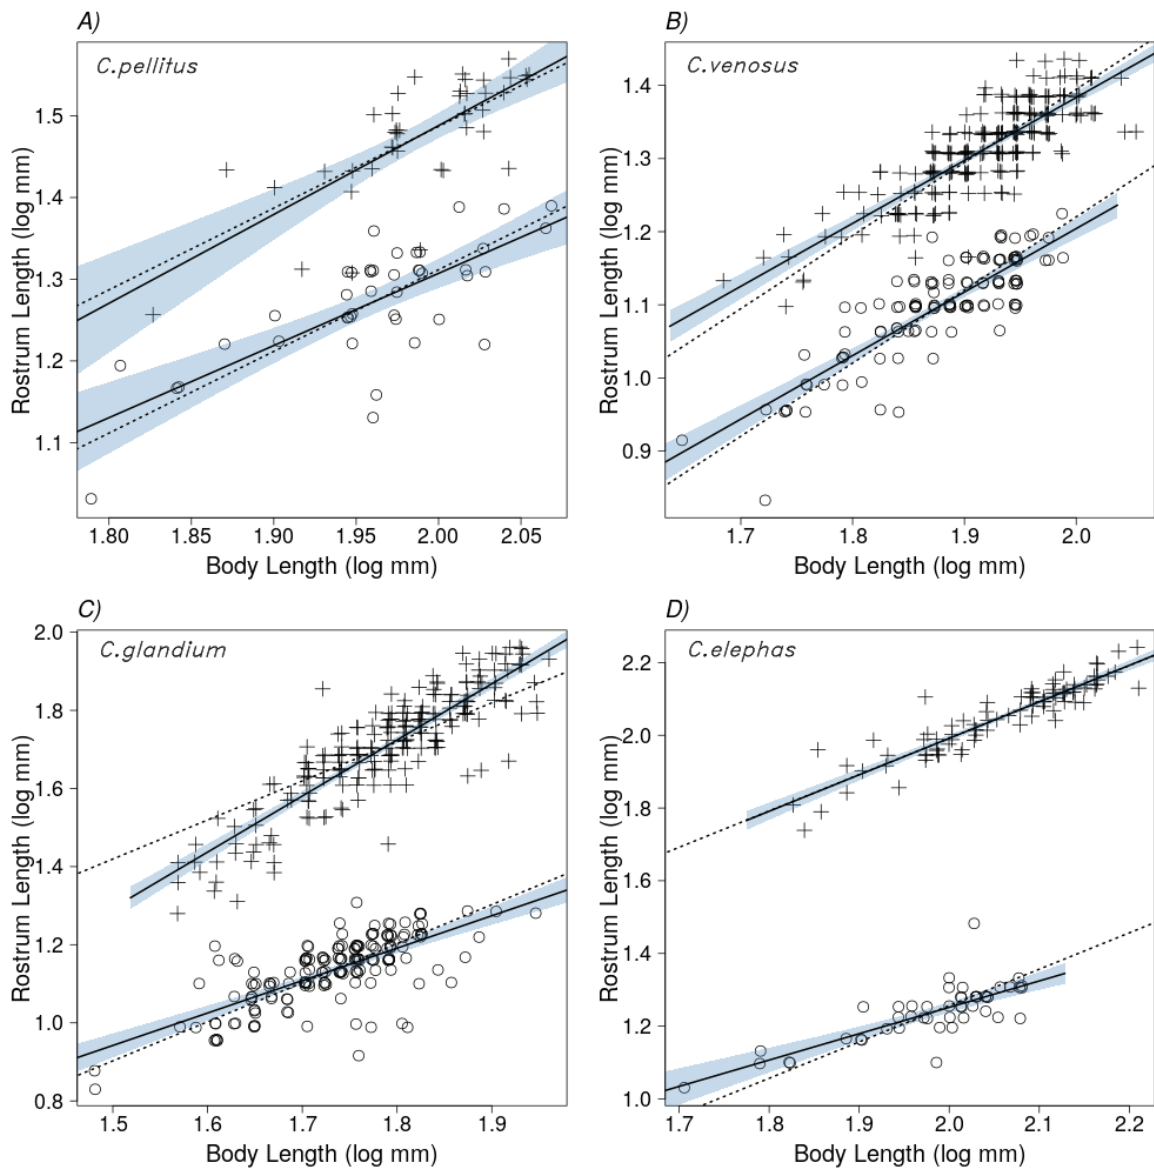 A)
C.pellitus
1.5
1.4
1.3
1.2
1.1
1.80 1.85 1.90 1.95 2.00 2.05
Body Length (log mm)
Rostrum Length (log mm)
B)
C.venosus
1.4
1.3
1.2
1.1
1.0
0.9
1.7 1.8 1.9 2.0
Body Length (log mm)
Rostrum Length (log mm)
C)
C.glandium
2.0
1.8
1.6
1.4
1.2
1.0
0.8
1.5 1.6 1.7 1.8 1.9
Body Length (log mm)
Rostrum Length (log mm)
D)
C.elephas
2.2
2.0
1.8
1.6
1.4
1.2
1.0
1.7 1.8 1.9 2.0 2.1 2.2
Body Length (log mm)
Rostrum Length (log mm)